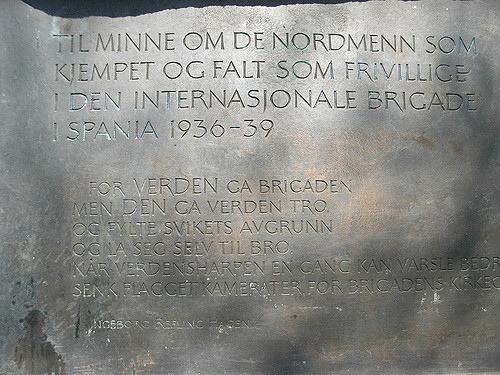 TIL MINNE OM DE NORDMENN SOM
KJEMPET OG FALT SOM FRIVILLIGE
I DEN INTERNASJONALE BRIGADE
I SPANIA 1936-39
FOR VERDEN GA BRIGADEN
MEN DEN GA VERDEN TRO,
OG FYLTE SVIKETS AVGRUNN
OG LA SEG SELV TIL BRO.
NÅR VERDENSHARPEN EN GANG KAN VARSLE BEDR
SENK FLAGGET KAMERATER FOR BRIGADENS KIRKEG
INGEBORG REFLING HAGEN